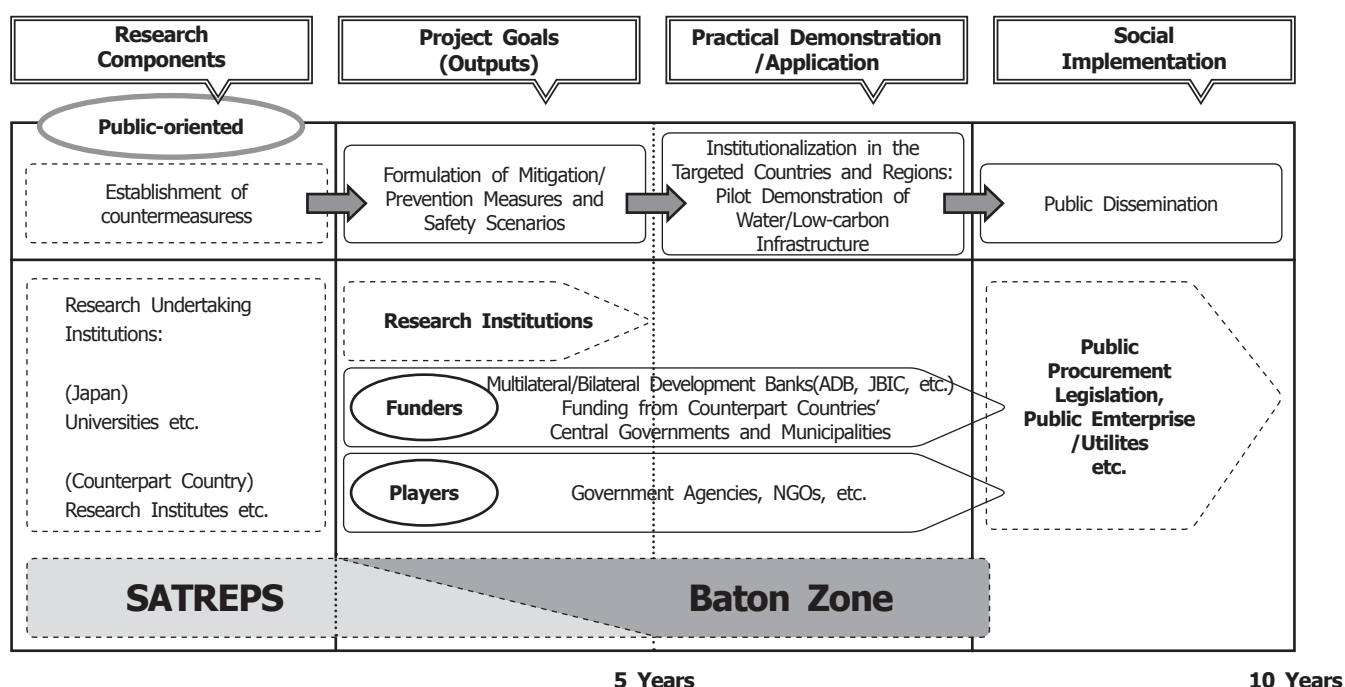 Research
Components
Project Goals
(Outputs)
Practical Demonstration
/Application
Social
Implementation
Public-oriented
Establishment of
countermeasuress
Formulation of Mitigation/
Prevention Measures and
Safety Scenarios
Institutionalization in the
Targeted Countries and Regions:
Pilot Demonstration of
Water/Low-carbon
Infrastructure
Public Dissemination
Research Undertaking
Institutions:
(Japan)
Universities etc.
(Counterpart Country)
Research Institutes etc.
Research Institutions
Funders
Multilateral/Bilateral Development Banks(ADB, JBIC, etc.)
Funding from Counterpart Countries’
Central Governments and Municipalities
Players
Government Agencies, NGOs, etc.
Public
Procurement
Legislation,
Public Emterprise
/Utilites
etc.
SATREPS
Baton Zone
5 Years
10 Years